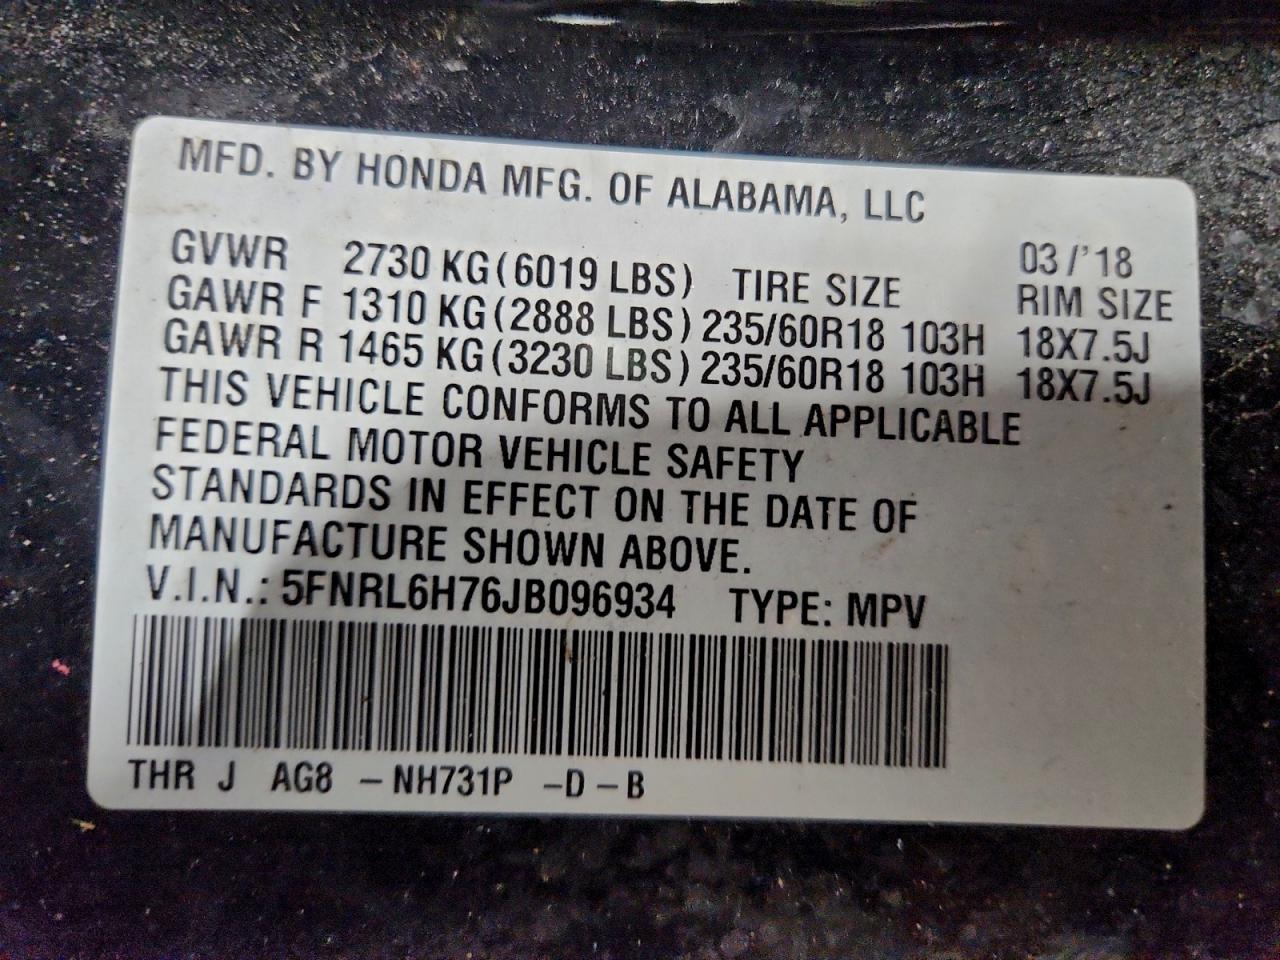 MFD. BY HONDA MFG. OF ALABAMA, LLC
03/'18
GVWR 2730 KG(6019 LBS) TIRE SIZE RIM SIZE
GAWR F 1310 KG(2888 LBS) 235/60R18 103H 18X7.5J
GAWR R 1465 KG(3230 LBS) 235/60R18 103H 18X7.5J
THIS VEHICLE CONFORMS TO ALL APPLICABLE
FEDERAL MOTOR VEHICLE SAFETY
STANDARDS IN EFFECT ON THE DATE OF
MANUFACTURE SHOWN ABOVE.
V.I.N.: 5FNRL6H76JB096934 TYPE: MPV
THR J AG8 -NH731P -D-B